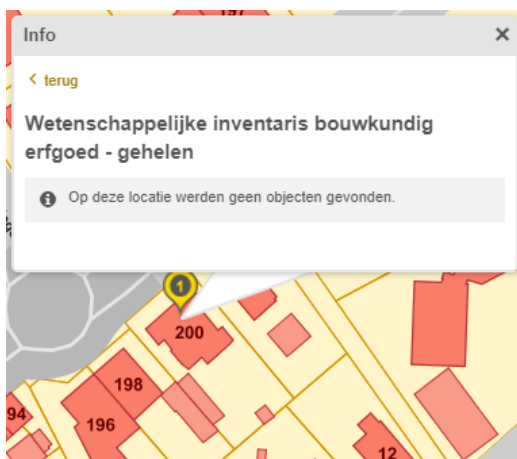 197
Info
‹ terug
Wetenschappelijke inventaris bouwkundig
erfgoed - gehelen
Op deze locatie werden geen objecten gevonden.
1
200
198
94
196
12